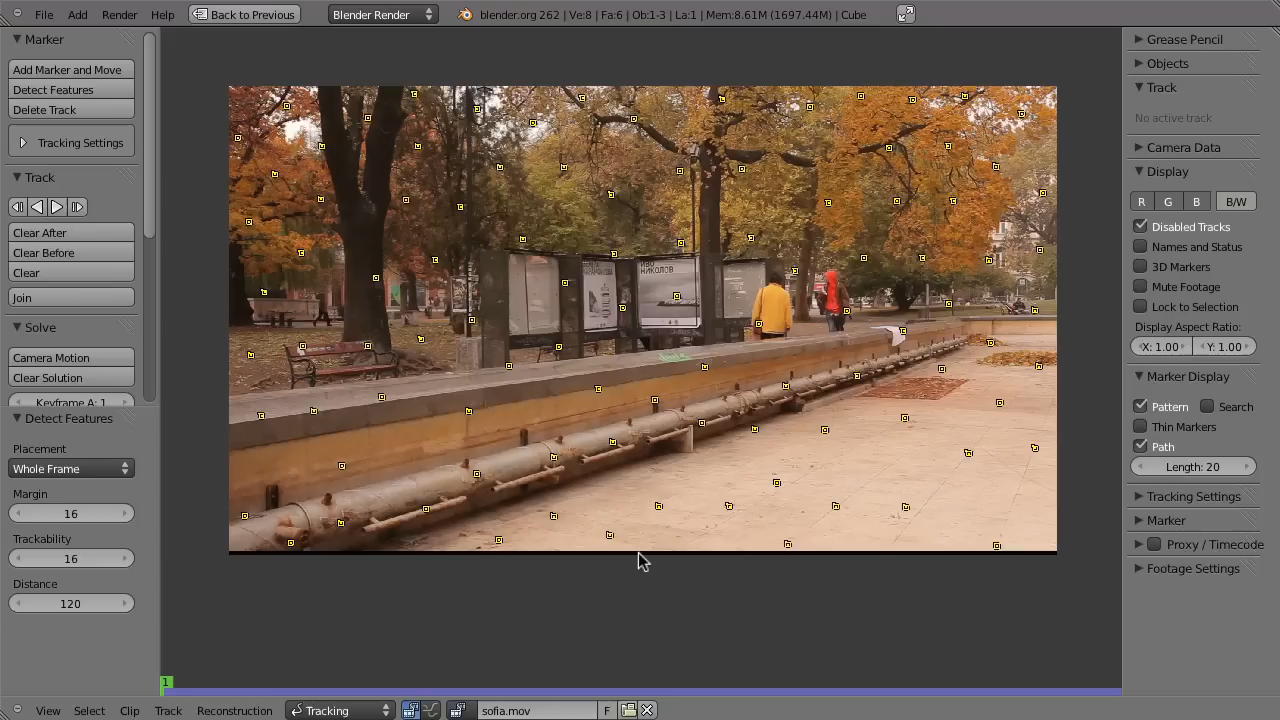 File Add Render Help Back to Previous Blender Render blender.org 262 | Ve:8 | Fa:6 | Ob:1-3 | La:1 | Mem:8.61M (1697.44M) | Cube
Marker
Add Marker and Move
Detect Features
Delete Track
Tracking Settings
Track
Clear After
Clear Before
Clear
Join
Solve
Camera Motion
Clear Solution
Keyframe A: 1
Detect Features
Placement
Whole Frame
Margin
16
Trackability
16
Distance
120
ИВО
НИКОЛОВ
Grease Pencil
Objects
Track
No active track
Camera Data
Display
R G B B/W
Disabled Tracks
Names and Status
3D Markers
Mute Footage
Lock to Selection
Display Aspect Ratio:
X: 1.00 Y: 1.00
Marker Display
Pattern Search
Thin Markers
Path
Length: 20
Tracking Settings
Marker
Proxy / Timecode
Footage Settings
1
View Select Clip Track Reconstruction Tracking sofia.mov F